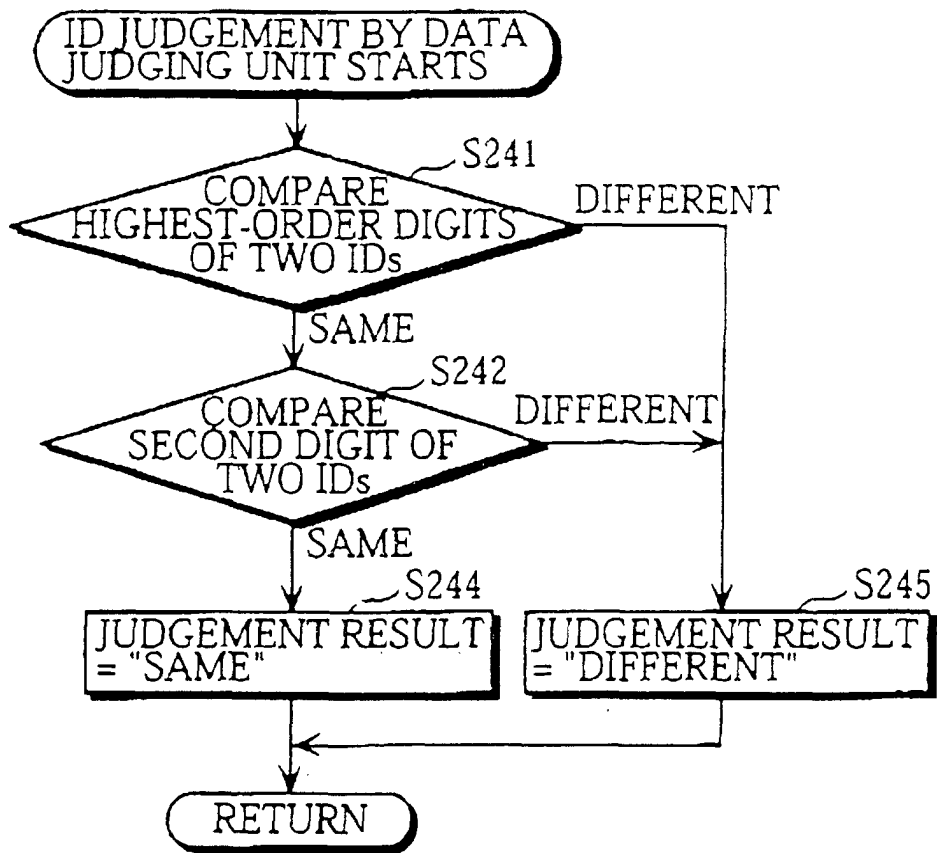 ID JUDGEMENT BY DATA
JUDGING UNIT STARTS
S241
COMPARE
HIGHEST-ORDER DIGITS
OF TWO IDs
DIFFERENT
SAME
S242
COMPARE
SECOND DIGIT OF
TWO IDs
DIFFERENT
SAME
S244
JUDGEMENT RESULT
= "SAME"
S245
JUDGEMENT RESULT
= "DIFFERENT"
RETURN